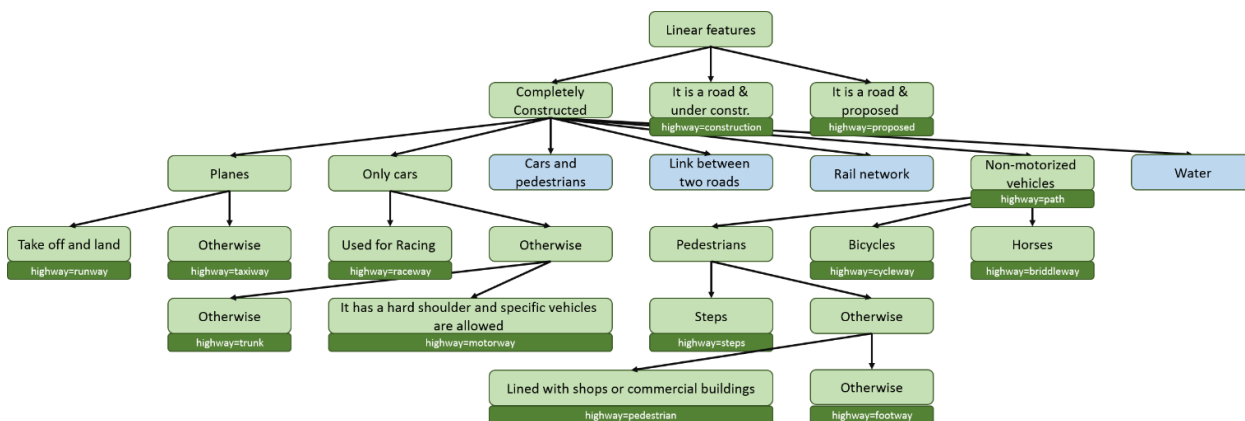 Linear features
Completely
Constructed
It is a road &
under constr.
highway=construction
It is a road &
proposed
highway=proposed
Planes
Only cars
Cars and
pedestrians
Link between
two roads
Rail network
Non-motorized
vehicles
highway=path
Water
Take off and land
highway=runway
Otherwise
highway=taxiway
Used for Racing
highway=raceway
Otherwise
Pedestrians
Bicycles
highway=cycleway
Horses
highway=briddleway
Otherwise
highway=trunk
It has a hard shoulder and specific vehicles
are allowed
highway=motorway
Steps
highway=steps
Otherwise
Lined with shops or commercial buildings
highway=pedestrian
Otherwise
highway=footway